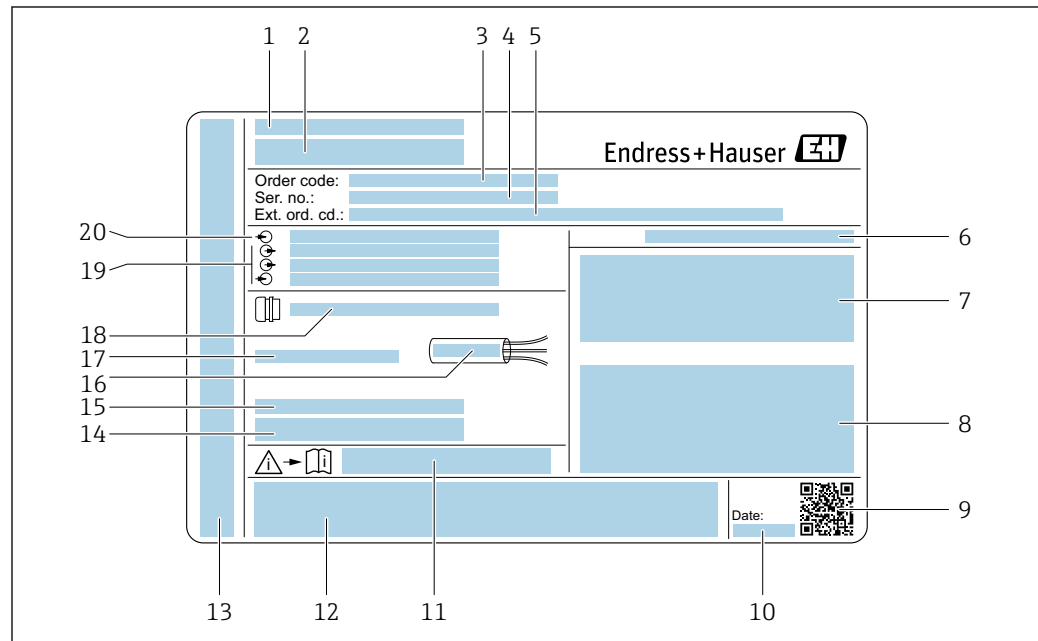 1 2 3 4 5
Endress+Hauser EH
Order code:
Ser. no.:
Ext. ord. cd.:
20
6
19
7
18
17
16
15
8
14
i i
Date:
9
13 12 11 10